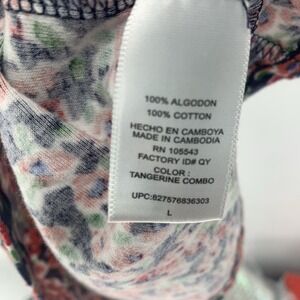 100% ALGODON
100% COTTON
HECHO EN CAMBOYA
MADE IN CAMBODIA
RN 105543
FACTORY ID# QY
COLOR :
TANGERINE COMBO
UPC:827576836303
L